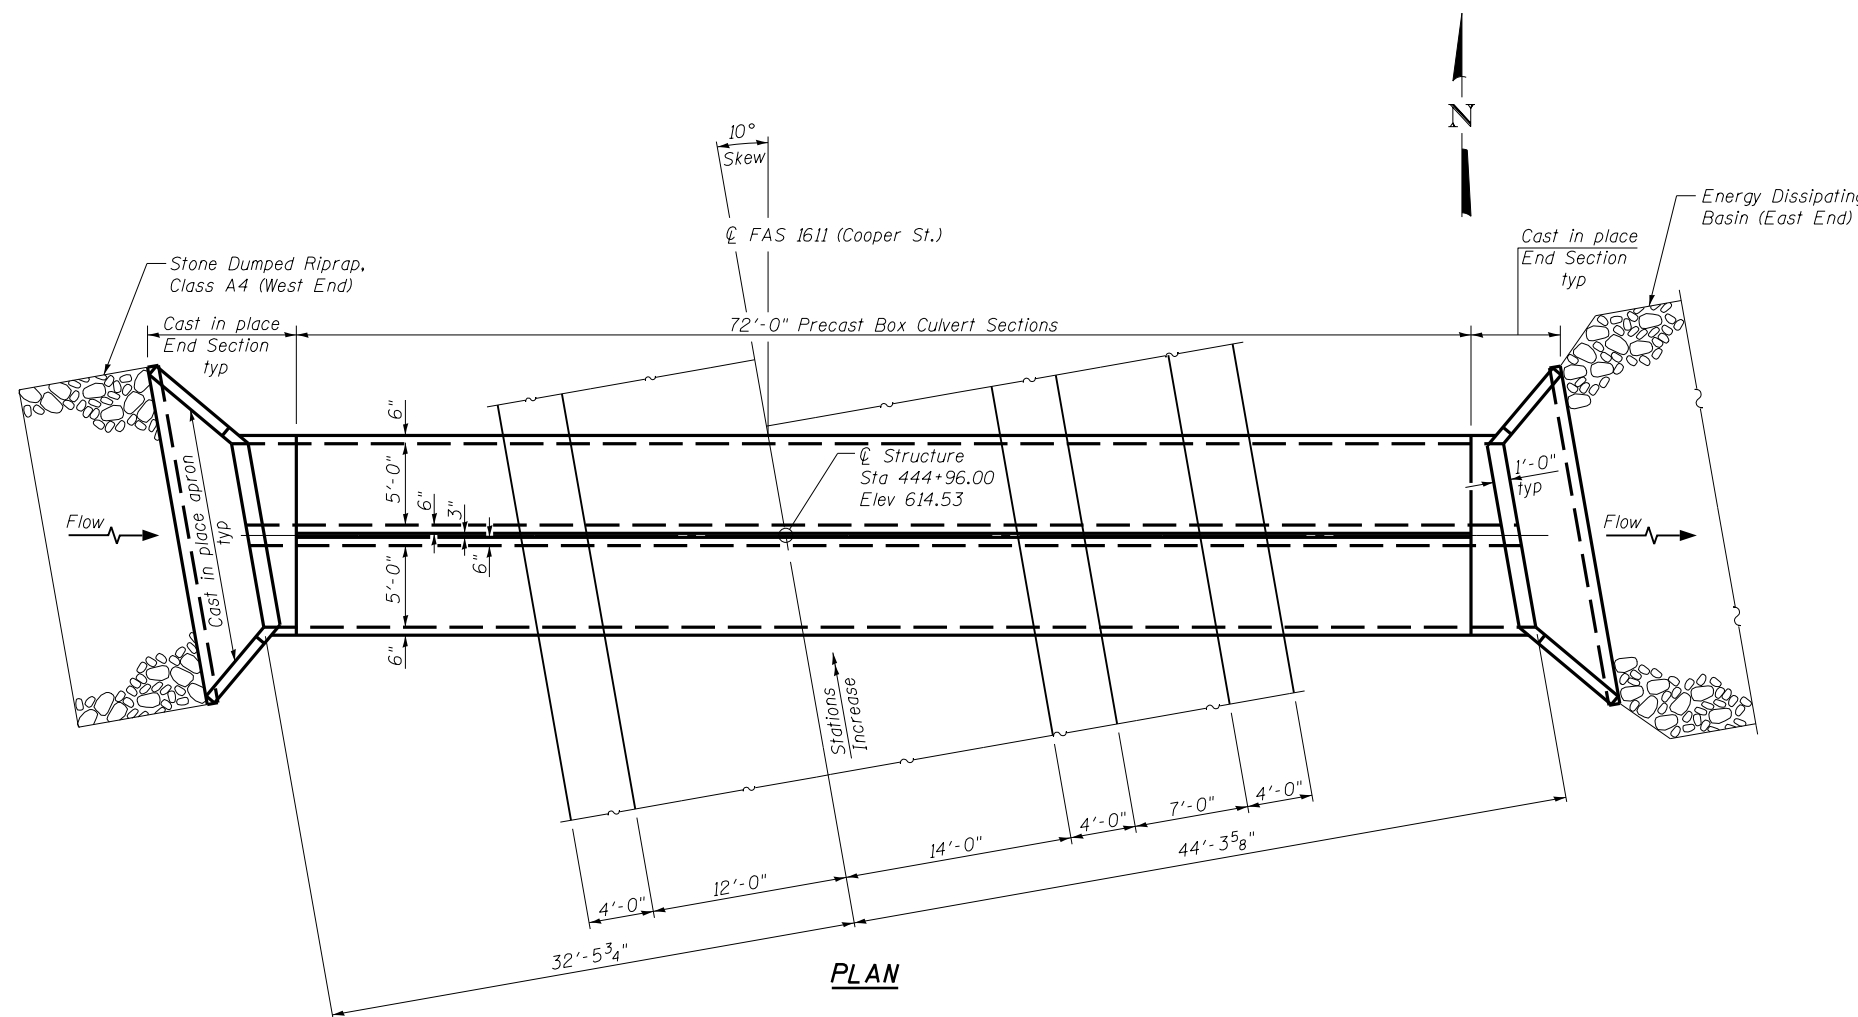 N
10°
Skew
℄ FAS 1611 (Cooper St.)
Energy Dissipating
Basin (East End)
Cast in place
End Section
typ
Stone Dumped Riprap,
Class A4 (West End)
Cast in place
End Section
typ
72'-0" Precast Box Culvert Sections
6"
5'-0"
6"
3"
6"
5'-0"
6"
℄ Structure
Sta 444+96.00
Elev 614.53
1'-0"
typ
Flow
Flow
Cast in place apron
typ
Stations
Increase
4'-0"
12'-0"
14'-0"
4'-0"
7'-0"
4'-0"
32'-5 3/4"
44'-3 5/8"
PLAN